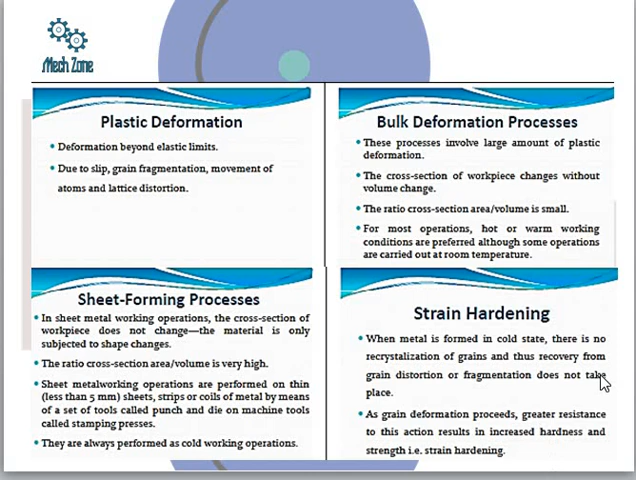 Mech Zone
Plastic Deformation
Deformation beyond elastic limits.
Due to slip, grain fragmentation, movement of
atoms and lattice distortion.
Bulk Deformation Processes
These processes involve large amount of plastic
deformation.
The cross-section of workpiece changes without
volume change.
The ratio cross-section area/volume is small.
For most operations, hot or warm working
conditions are preferred although some operations
are carried out at room temperature.
Sheet-Forming Processes
In sheet metal working operations, the cross-section of
workpiece does not change—the material is only
subjected to shape changes.
The ratio cross-section area/volume is very high.
Sheet metalworking operations are performed on thin
(less than 5 mm) sheets, strips or coils of metal by means
of a set of tools called punch and die on machine tools
called stamping presses.
They are always performed as cold working operations.
Strain Hardening
When metal is formed in cold state, there is no
recrystalization of grains and thus recovery from
grain distortion or fragmentation does not take
place.
As grain deformation proceeds, greater resistance
to this action results in increased hardness and
strength i.e. strain hardening.